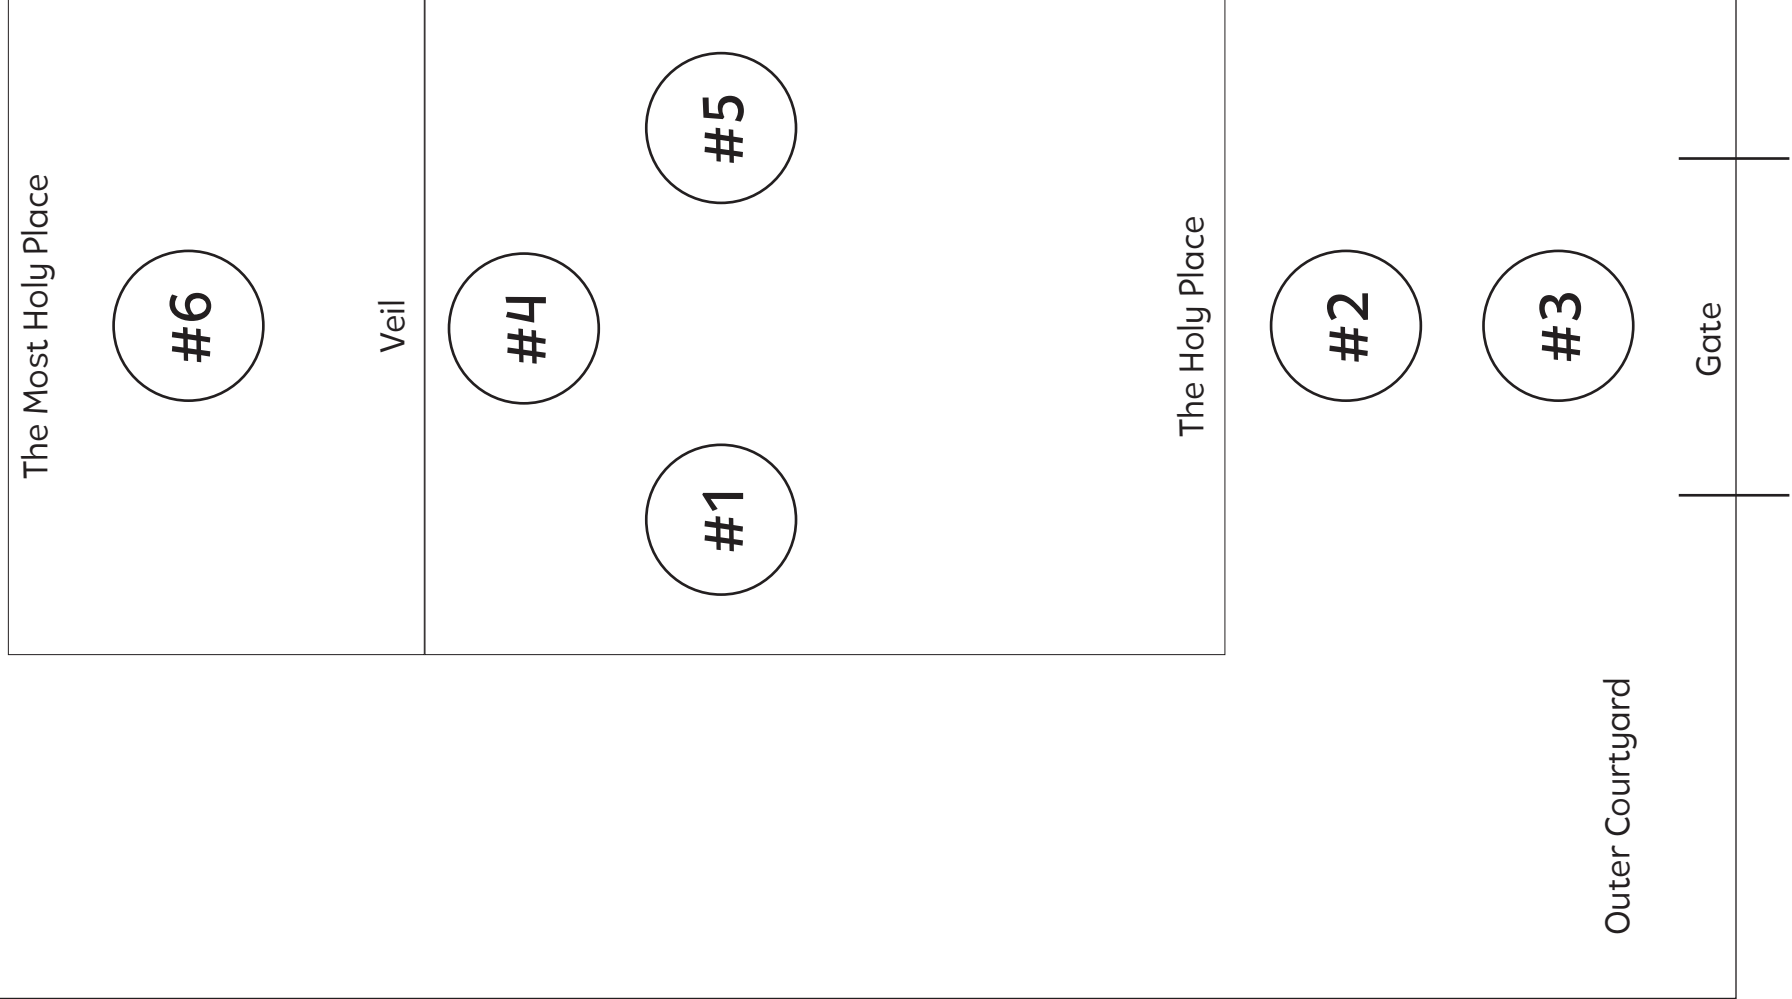 The Most Holy Place
#6
Veil
#4
#1
#5
The Holy Place
#2
#3
Gate
Outer Courtyard